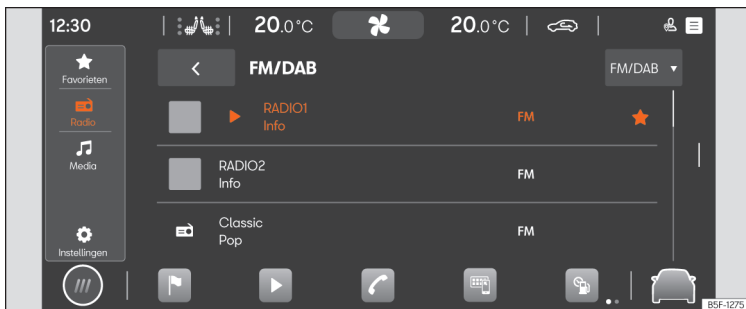 12:30
20.0°C
20.0°C
Favorieten
FM/DAB
FM/DAB
Radio
RADIO1
Info
FM
Media
RADIO2
Info
FM
Classic
Pop
FM
Instellingen
B5F-1275